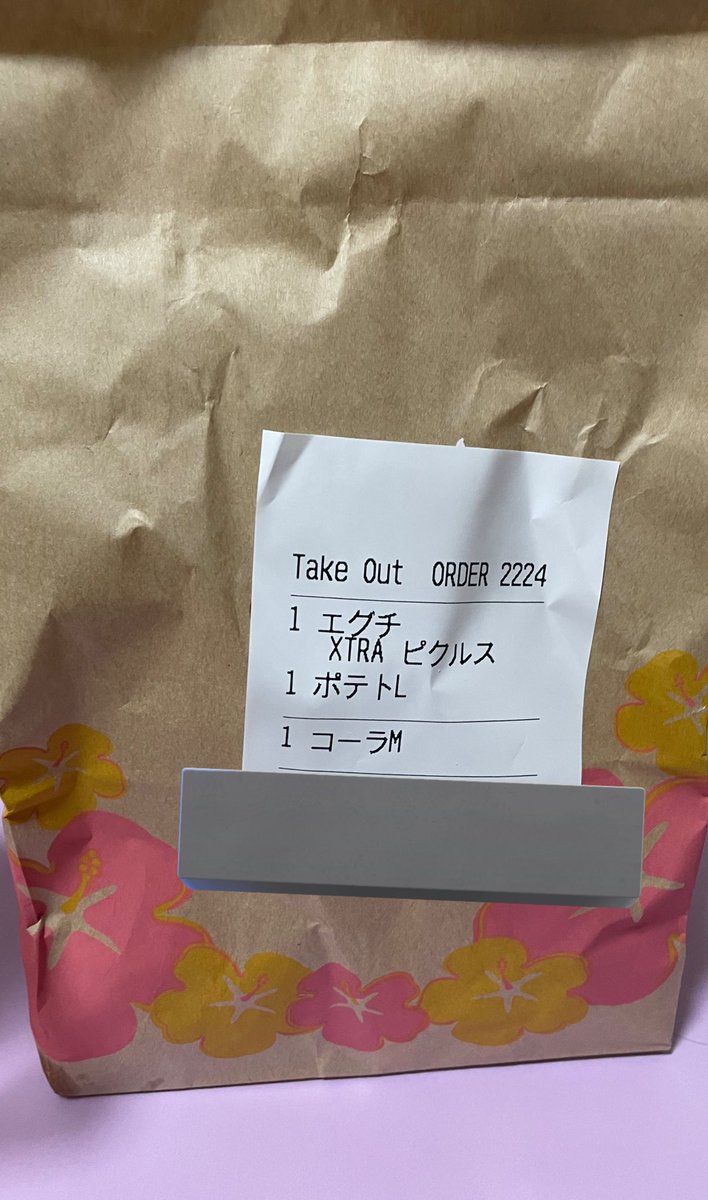 Take Out ORDER 2224
1 エグチ
XTRA ピクルス
1 ポテトL
1 コーラM